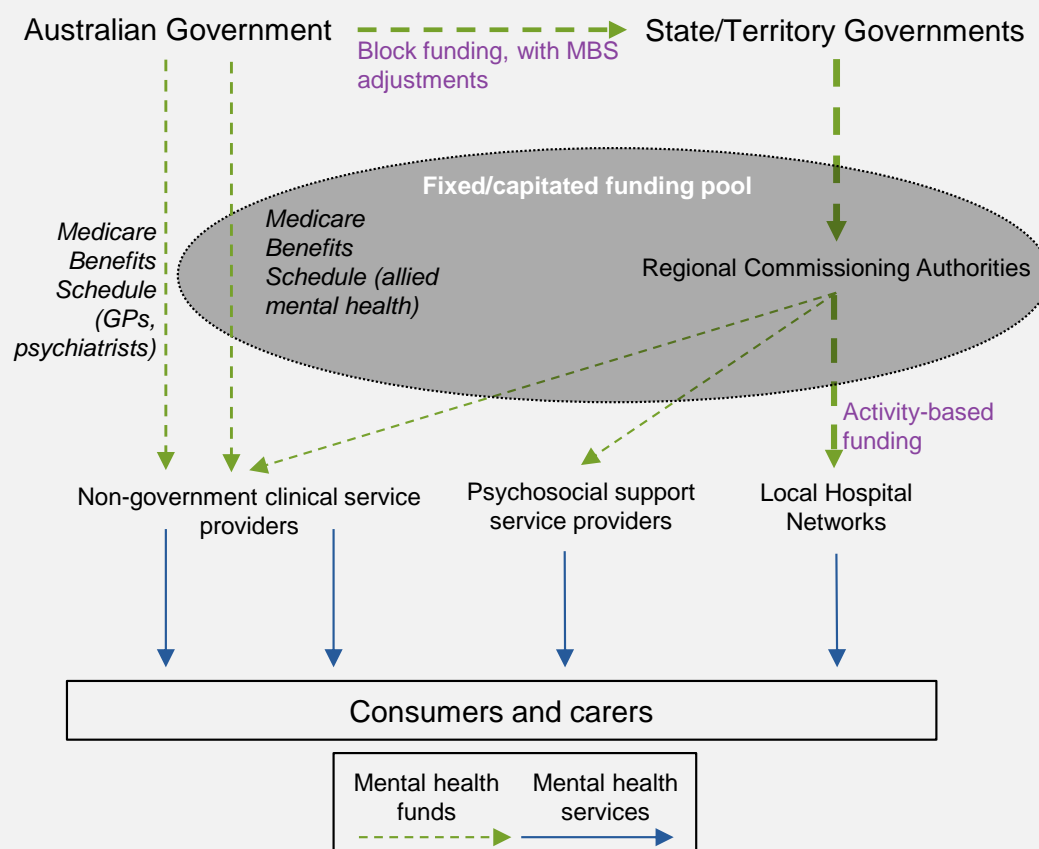 Australian Government
State/Territory Governments
Block funding, with MBS
adjustments
Fixed/capitated funding pool
Medicare
Benefits
Schedule
(GPs,
psychiatrists)
Medicare
Benefits
Schedule (allied
mental health)
Regional Commissioning Authorities
Activity-based
funding
Non-government clinical service
providers
Psychosocial support
service providers
Local Hospital
Networks
Consumers and carers
Mental health
funds
Mental health
services